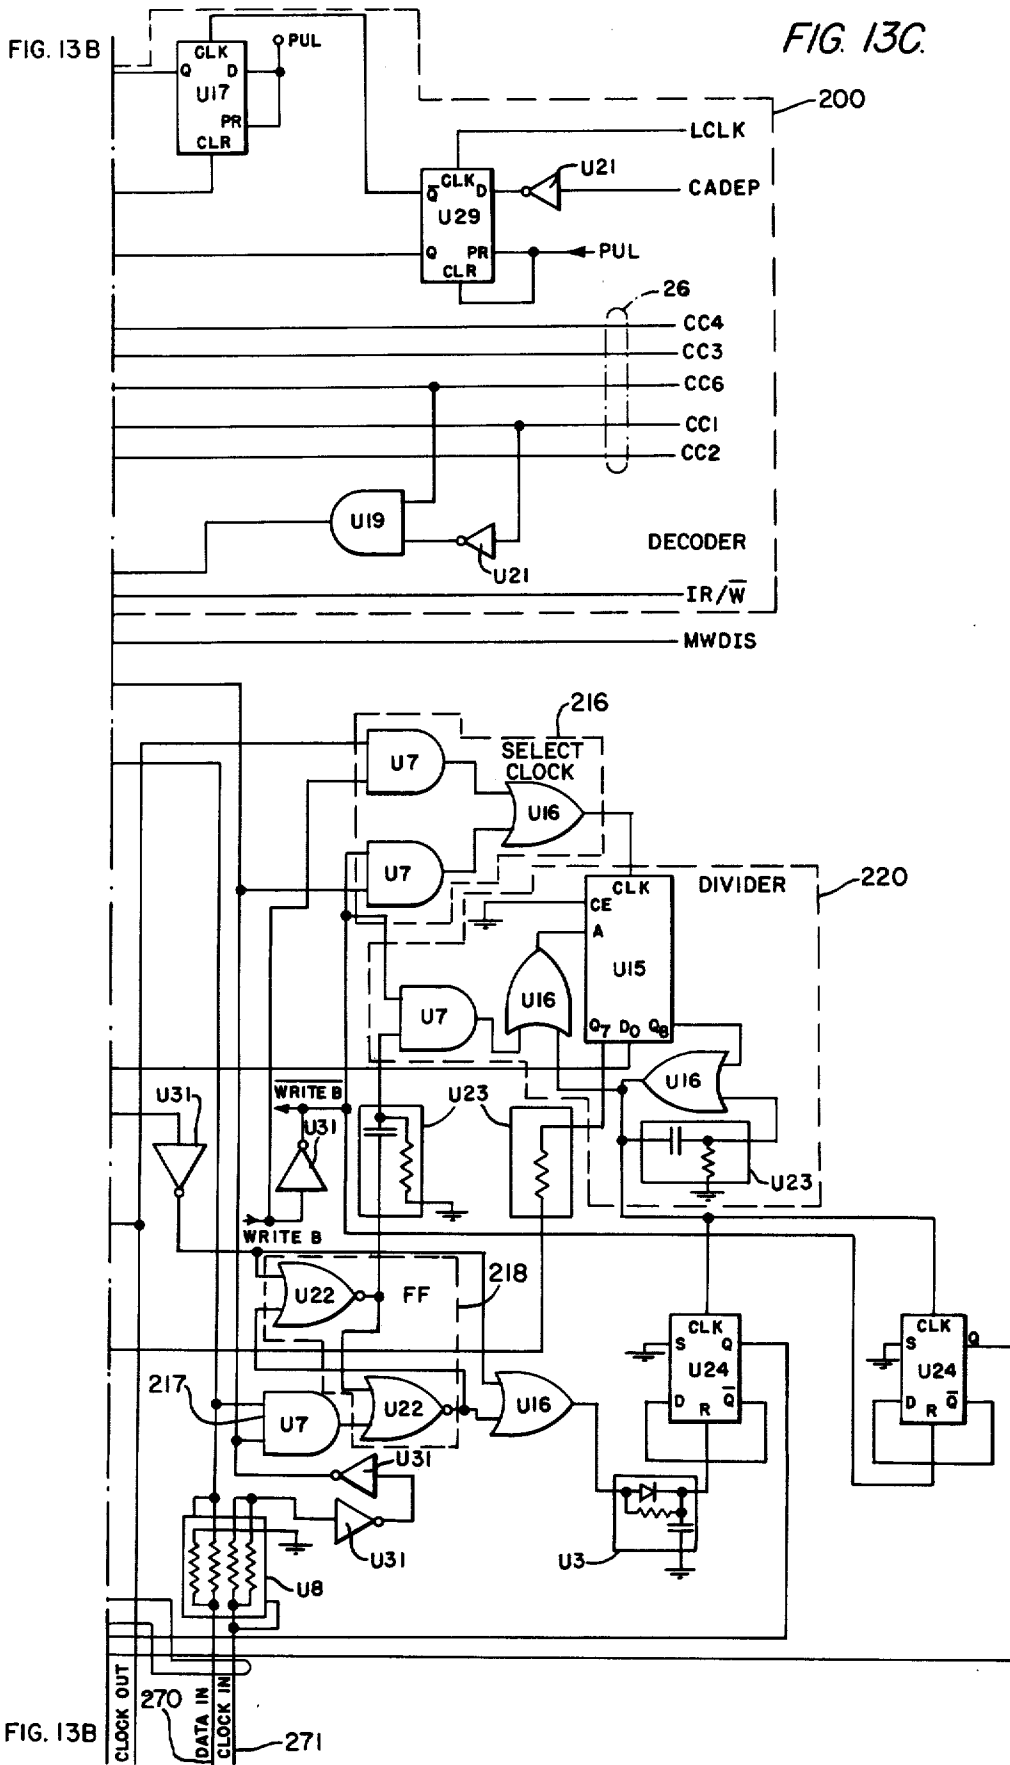 FIG. 13C.
FIG. 13B
CLK
PUL
Q
D
U17
PR
CLR
200
LCLK
U21
CLK
D
CADEP
Q̅
U29
Q
PR
PUL
CLR
26
CC4
CC3
CC6
CC1
CC2
U19
U21
DECODER
IR/W̅
MWDIS
216
SELECT
CLOCK
U7
U16
U7
CLK
DIVIDER
220
CE
A
U15
U16
U7
Q7 D0 Q8
U16
U31
W̅R̅I̅T̅E̅ ̅B̅
U31
U23
U23
WRITE B
218
U22
FF
CLK
S
Q
U24
D
R
Q̅
CLK
S
Q
U24
D
R
Q̅
217
U7
U22
U16
U31
U31
U3
U8
CLOCK OUT
270
DATA IN
CLOCK IN
271
FIG. 13B